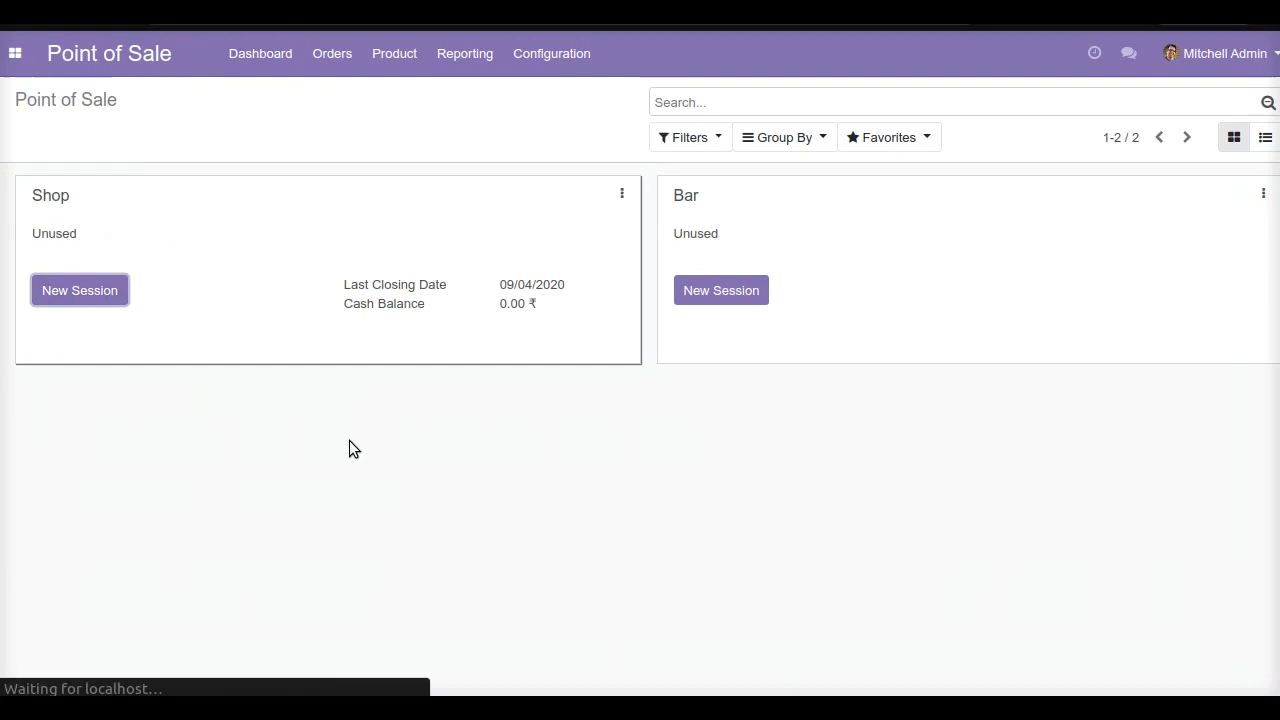 Point of Sale Dashboard Orders Product Reporting Configuration Mitchell Admin
Point of Sale
Search...
Filters Group By Favorites 1-2 / 2
Shop Bar
Unused Unused
New Session Last Closing Date 09/04/2020 New Session
Cash Balance 0.00 ₹
Waiting for localhost...